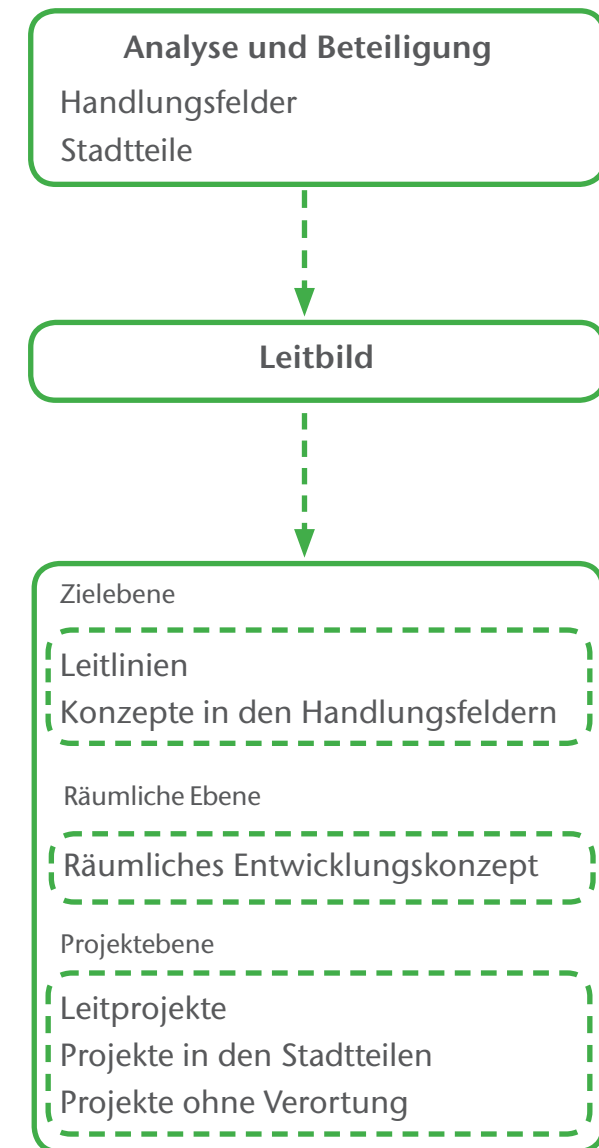 Analyse und Beteiligung
Handlungsfelder
Stadtteile
Leitbild
Zielebene
Leitlinien
Konzepte in den Handlungsfeldern
Räumliche Ebene
Räumliches Entwicklungskonzept
Projektebene
Leitprojekte
Projekte in den Stadtteilen
Projekte ohne Verortung